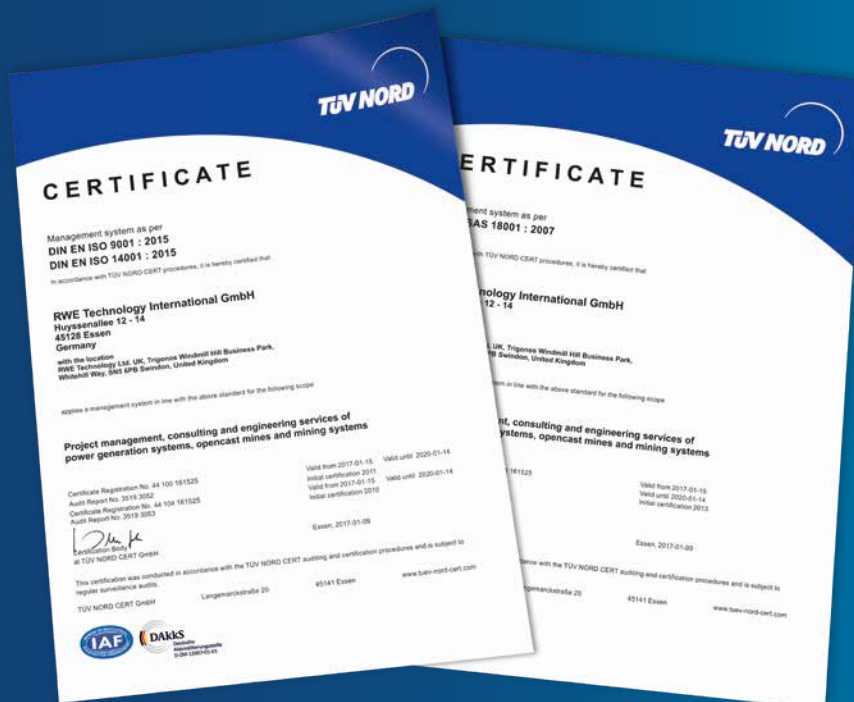 TÜV NORD
CERTIFICATE
Management system as per
DIN EN ISO 9001 : 2015
DIN EN ISO 14001 : 2015
In accordance with TÜV NORD CERT procedures, it is hereby certified that
RWE Technology International GmbH
Huyssenallee 12 - 14
45128 Essen
Germany
with the location
RWE Technology Ltd. UK, Trigonos Windmill Hill Business Park,
Whitehill Way, SN5 6PB Swindon, United Kingdom
applies a management system in line with the above standard for the following scope
Project management, consulting and engineering services of
power generation systems, opencast mines and mining systems
Certificate Registration No. 44 100 161525
Audit Report No. 3519 3052
Certificate Registration No. 44 104 161525
Audit Report No. 3519 3053
Valid from 2017-01-15 Valid until 2020-01-14
Initial certification 2011
Valid from 2017-01-15 Valid until 2020-01-14
Initial certification 2010
Certification Body
at TÜV NORD CERT GmbH
Essen, 2017-01-09
This certification was conducted in accordance with the TÜV NORD CERT auditing and certification procedures and is subject to
regular surveillance audits.
TÜV NORD CERT GmbH Langemarckstraße 20 45141 Essen www.tuev-nord-cert.com
IAF
DAkkS
Deutsche
Akkreditierungsstelle
TÜV NORD
ERTIFICATE
ment system as per
SAS 18001 : 2007
with TÜV NORD CERT procedures, it is hereby certified that
nology International GmbH
12 - 14
UK, Trigonos Windmill Hill Business Park,
PB Swindon, United Kingdom
em in line with the above standard for the following scope
nt, consulting and engineering services of
ystems, opencast mines and mining systems
161525
Valid from 2017-01-15
Valid until 2020-01-14
Initial certification 2013
Essen, 2017-01-09
dance with the TÜV NORD CERT auditing and certification procedures and is subject to
ngemarckstraße 20 45141 Essen www.tuev-nord-cert.com